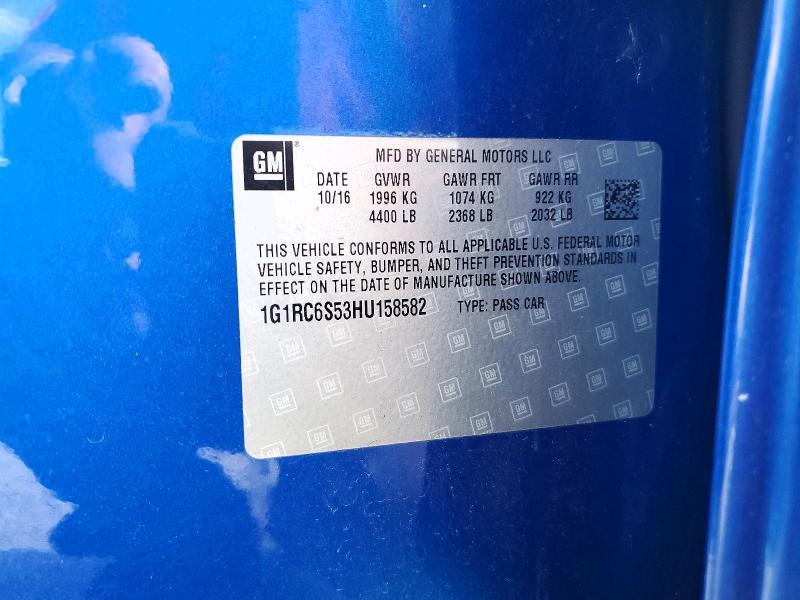 GM
MFD BY GENERAL MOTORS LLC
DATE GVWR GAWR FRT GAWR RR
10/16 1996 KG 1074 KG 922 KG
4400 LB 2368 LB 2032 LB
THIS VEHICLE CONFORMS TO ALL APPLICABLE U.S. FEDERAL MOTOR
VEHICLE SAFETY, BUMPER, AND THEFT PREVENTION STANDARDS IN
EFFECT ON THE DATE OF MANUFACTURE SHOWN ABOVE.
1G1RC6S53HU158582 TYPE: PASS CAR